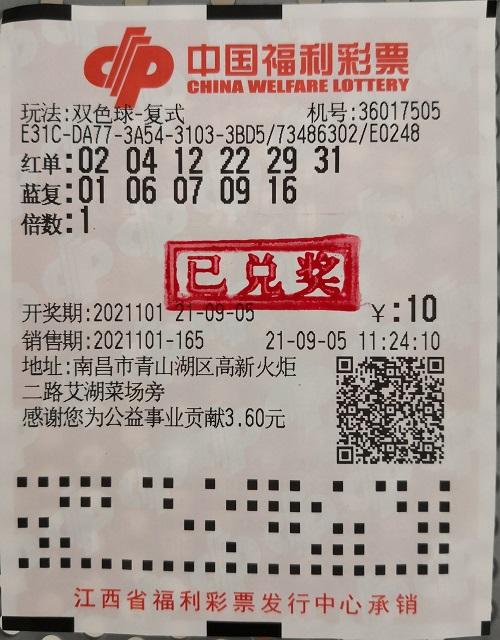 中国福利彩票
CHINA WELFARE LOTTERY
玩法:双色球-复式 机号:36017505
E31C-DA77-3A54-3103-3BD5/73486302/E0248
红单:02 04 12 22 29 31
蓝复:01 06 07 09 16
倍数:1
已兑奖
开奖期:2021101 21-09-05 ￥:10
销售期:2021101-165 21-09-05 11:24:10
地址:南昌市青山湖区高新火炬
二路艾湖菜场旁
感谢您为公益事业贡献3.60元
江西省福利彩票发行中心承销